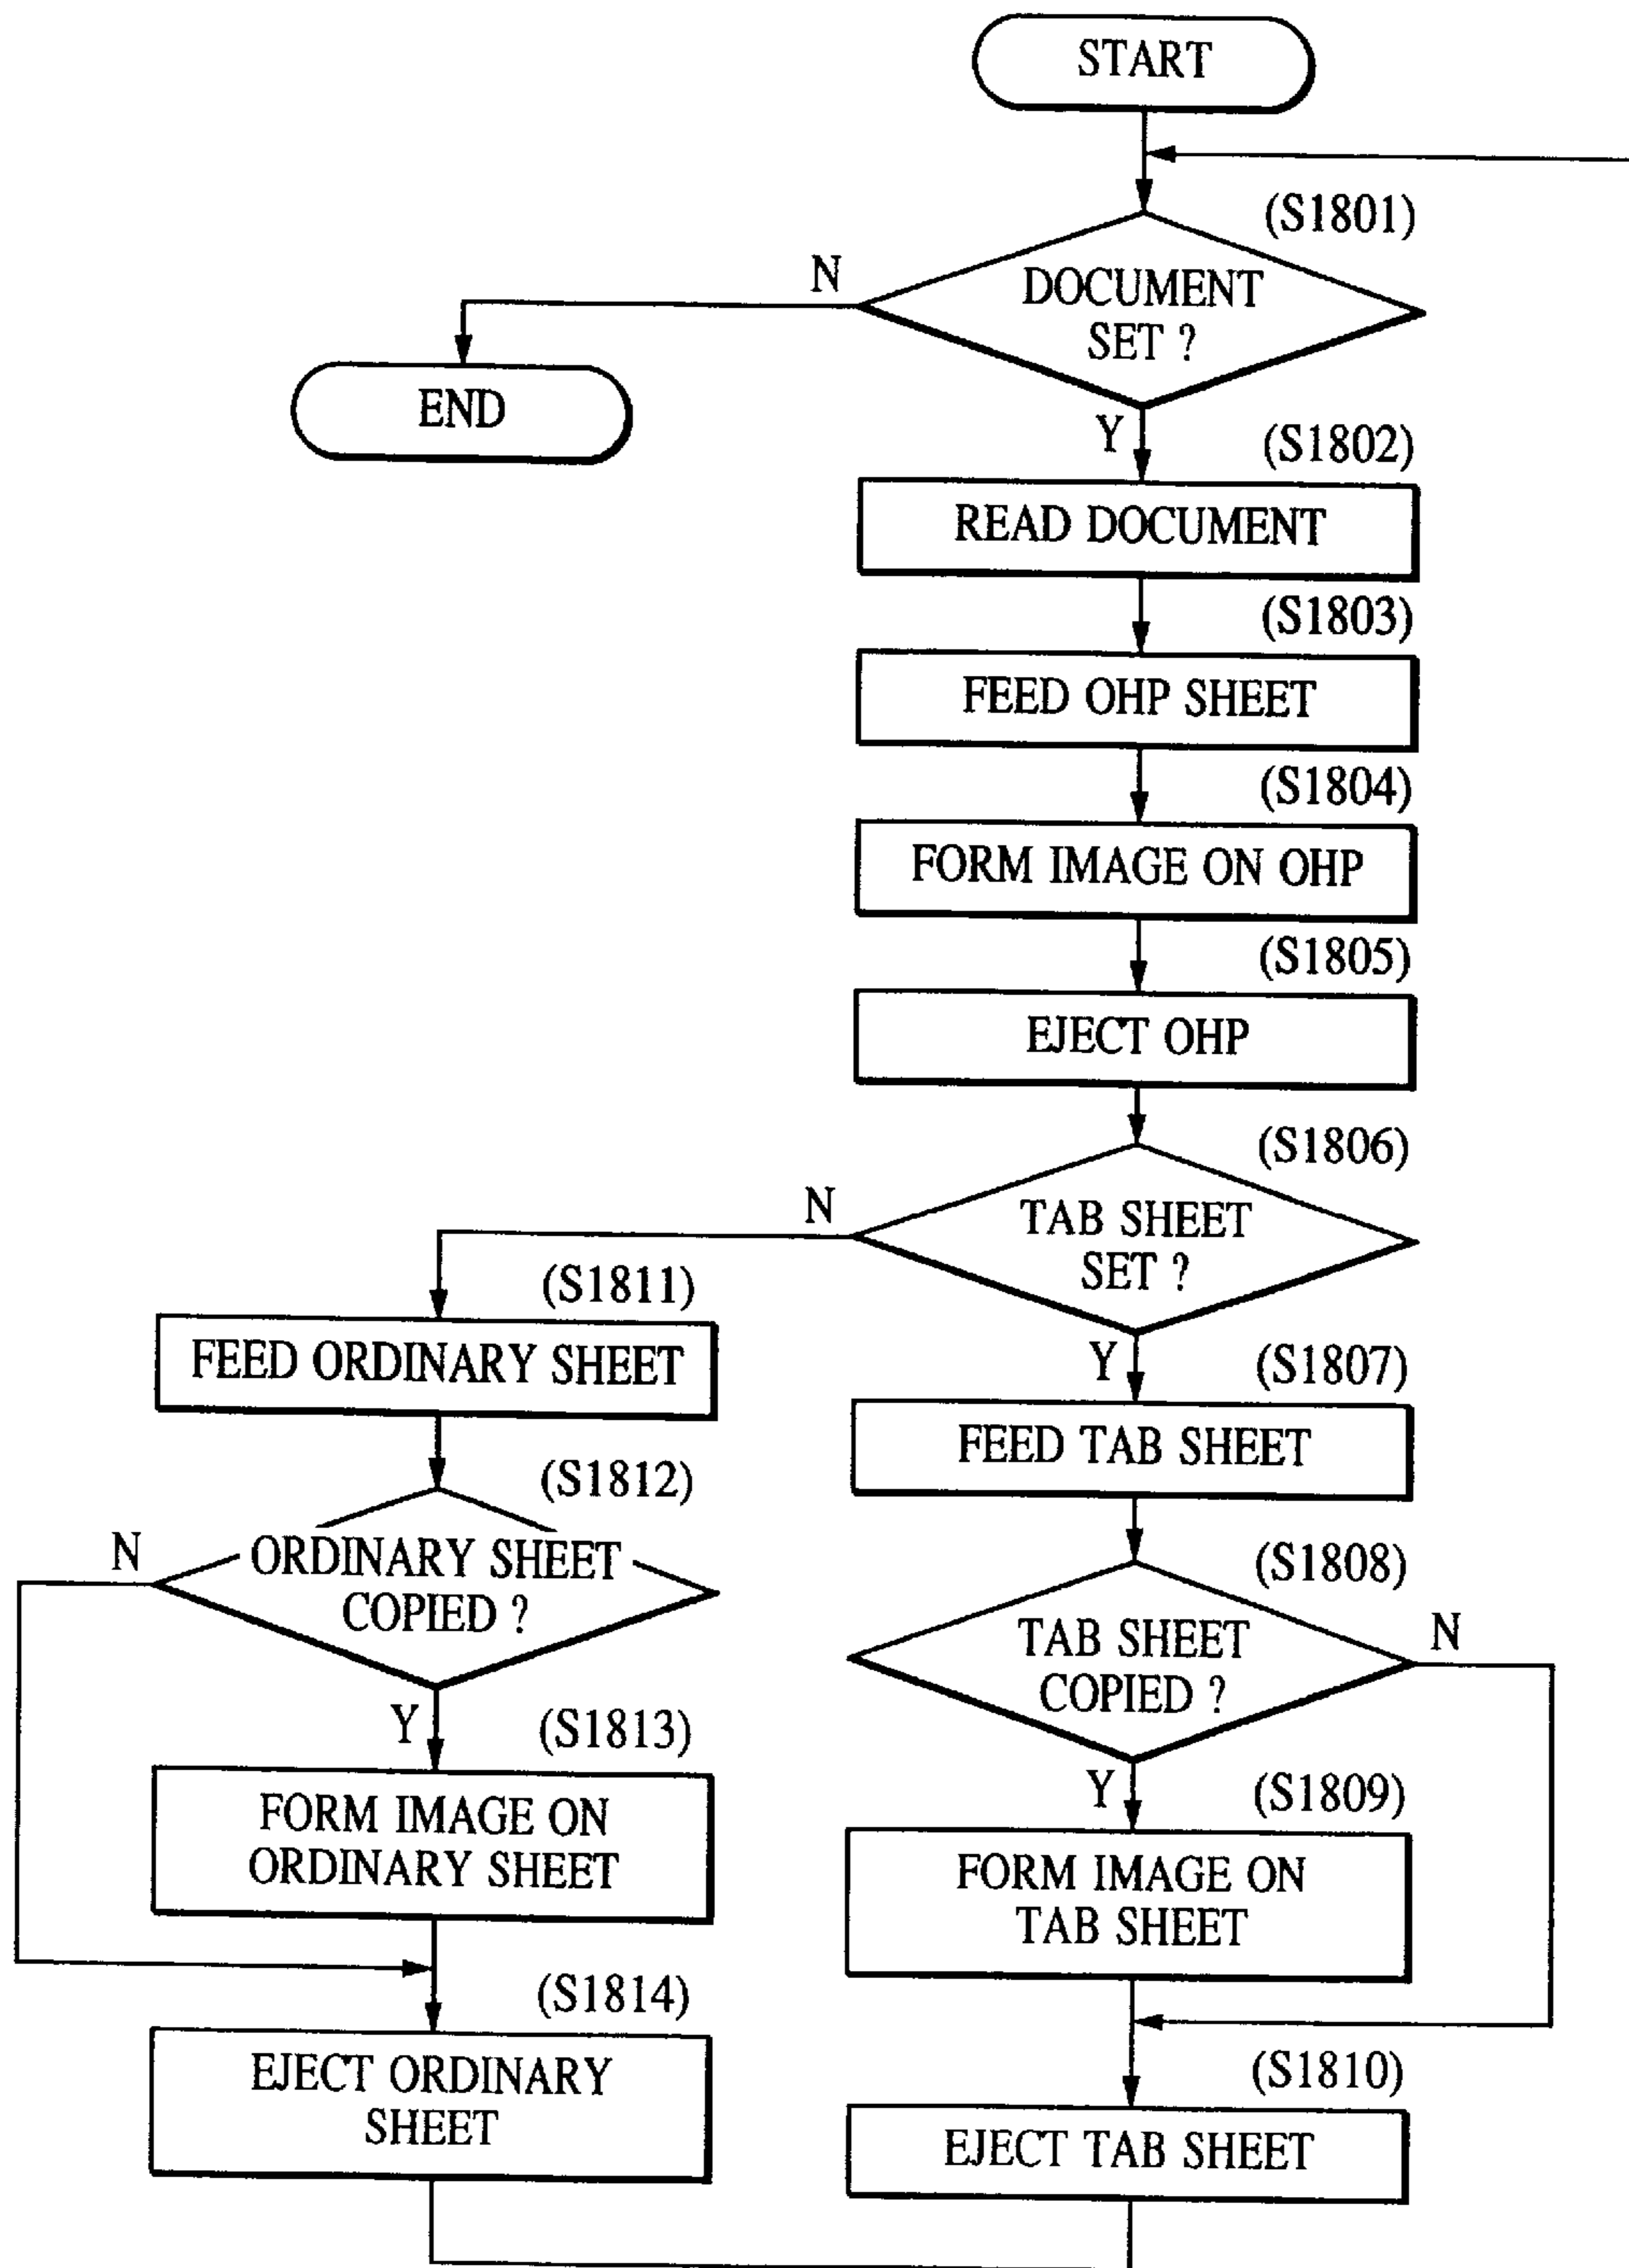 START
(S1801)
N
DOCUMENT
SET ?
END
Y
(S1802)
READ DOCUMENT
(S1803)
FEED OHP SHEET
(S1804)
FORM IMAGE ON OHP
(S1805)
EJECT OHP
(S1806)
N
TAB SHEET
SET ?
(S1811)
FEED ORDINARY SHEET
Y
(S1807)
FEED TAB SHEET
(S1812)
N
ORDINARY SHEET
COPIED ?
(S1808)
TAB SHEET
COPIED ?
N
Y
(S1813)
FORM IMAGE ON
ORDINARY SHEET
Y
(S1809)
FORM IMAGE ON
TAB SHEET
(S1814)
EJECT ORDINARY
SHEET
(S1810)
EJECT TAB SHEET